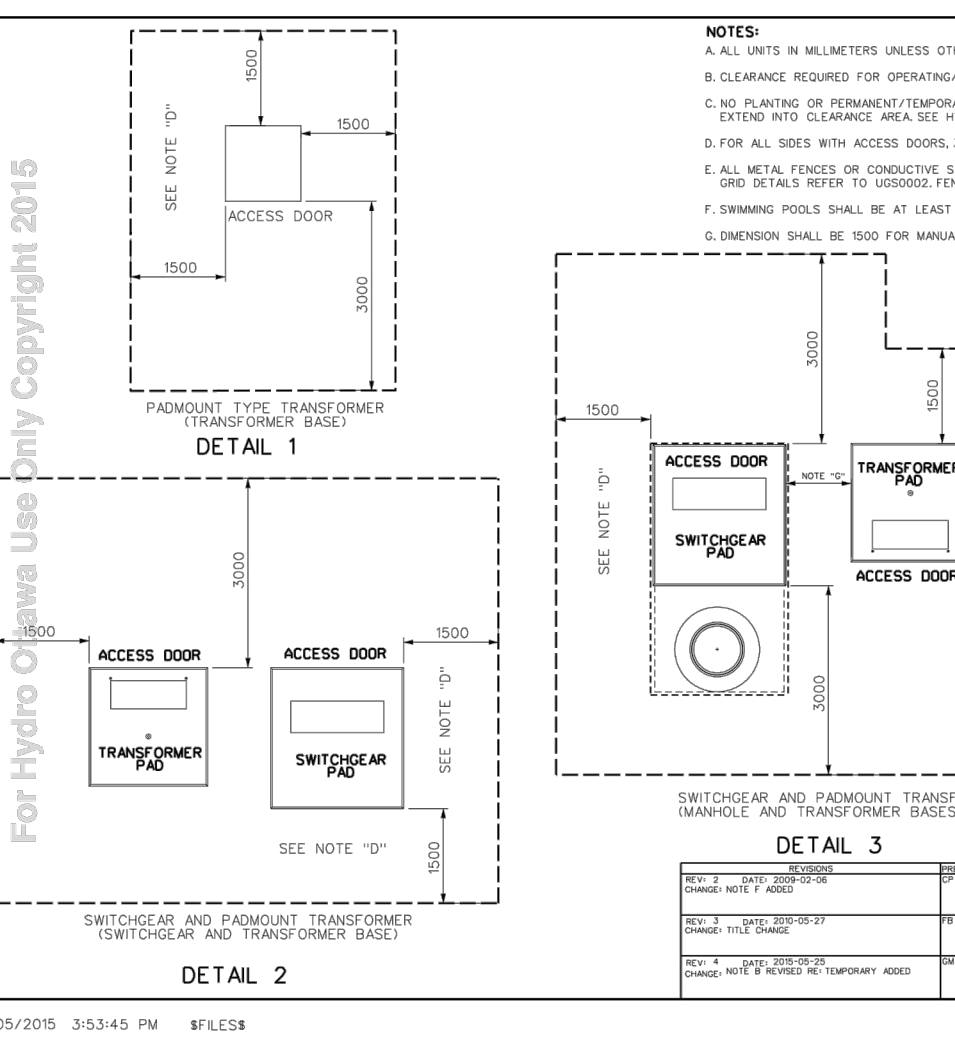 NOTES:
A. ALL UNITS IN MILLIMETERS UNLESS
B. CLEARANCE REQUIRED FOR OPERATING/
C. NO PLANTING OR
EXTEND INTO CLEARANCE AREA. SEE
D. FOR ALL SIDES WITH ACCESS DOORS,
E. ALL METAL FENCES OR CONDUCTIVE
GRID DETAILS REFER TO UGS0002.
F. SWIMMING POOLS SHALL BE AT LEAST
G. DIMENSION SHALL BE 1500 FOR
1500
SEE NOTE "D"
1500
ACCESS DOOR
1500
3000
PADMOUNT TYPE TRANSFORMER
(TRANSFORMER BASE)
DETAIL 1
3000
1500
1500
ACCESS DOOR
SEE NOTE "D"
NOTE "G"
TRANSFORMER
PAD
SWITCHGEAR
PAD
ACCESS DOOR
3000
SWITCHGEAR AND PADMOUNT
(MANHOLE AND TRANSFORMER BASES
DETAIL 3
3000
1500
1500
ACCESS DOOR
ACCESS DOOR
SEE NOTE "D"
TRANSFORMER
PAD
SWITCHGEAR
PAD
SEE NOTE "D"
1500
SWITCHGEAR AND PADMOUNT TRANSFORMER
(SWITCHGEAR AND TRANSFORMER BASE)
DETAIL 2
REVISIONS
REV: 2 DATE: 2009-02-06
CHANGE: NOTE F ADDED
CP
REV: 3 DATE: 2010-05-27
CHANGE: TITLE CHANGE
FB
REV: 4 DATE: 2015-05-25
CHANGE: NOTE B REVISED RE: TEMPORARY ADDED
GM
For Hydro Ottawa Use Only Copyright 2015
05/2015 3:53:45 PM $FILES$